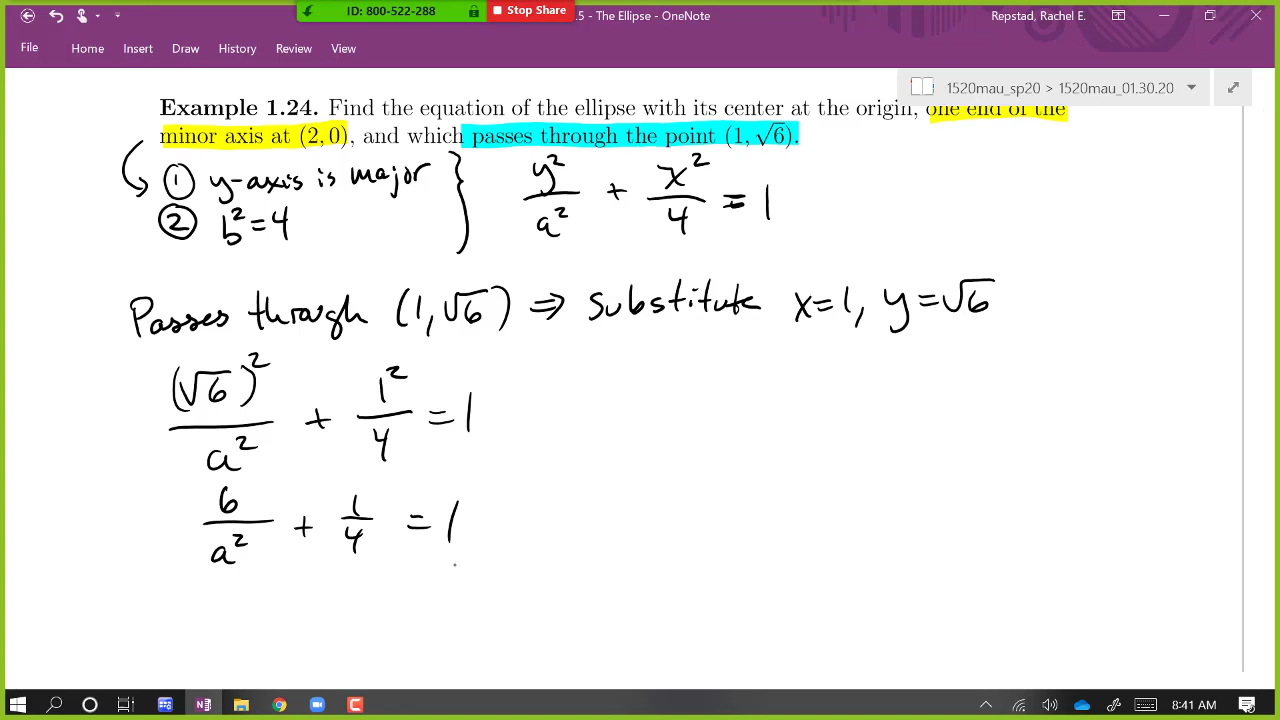 ID: 800-522-288 Stop Share
.5 - The Ellipse - OneNote
Repstad, Rachel E.
File Home Insert Draw History Review View
1520mau_sp20 > 1520mau_01.30.20
Example 1.24. Find the equation of the ellipse with its center at the origin, one end of the
minor axis at (2, 0), and which passes through the point (1, √6).
① y-axis is major
② b² = 4
y²/a² + x²/4 = 1
Passes through (1, √6) ⇒ substitute x=1, y=√6
(√6)²/a² + 1²/4 = 1
6/a² + 1/4 = 1
8:41 AM